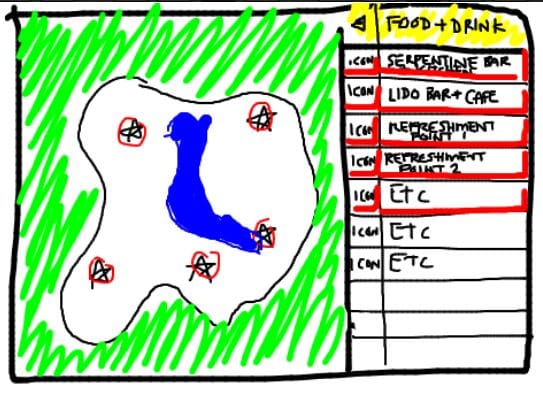 FOOD + DRINK
ICON SERPENTINE BAR
KITCHEN
ICON LIDO BAR + CAFE
ICON REFRESHMENT
POINT 1
ICON REFRESHMENT
POINT 2
ICON ETC
ICON ETC
ICON ETC